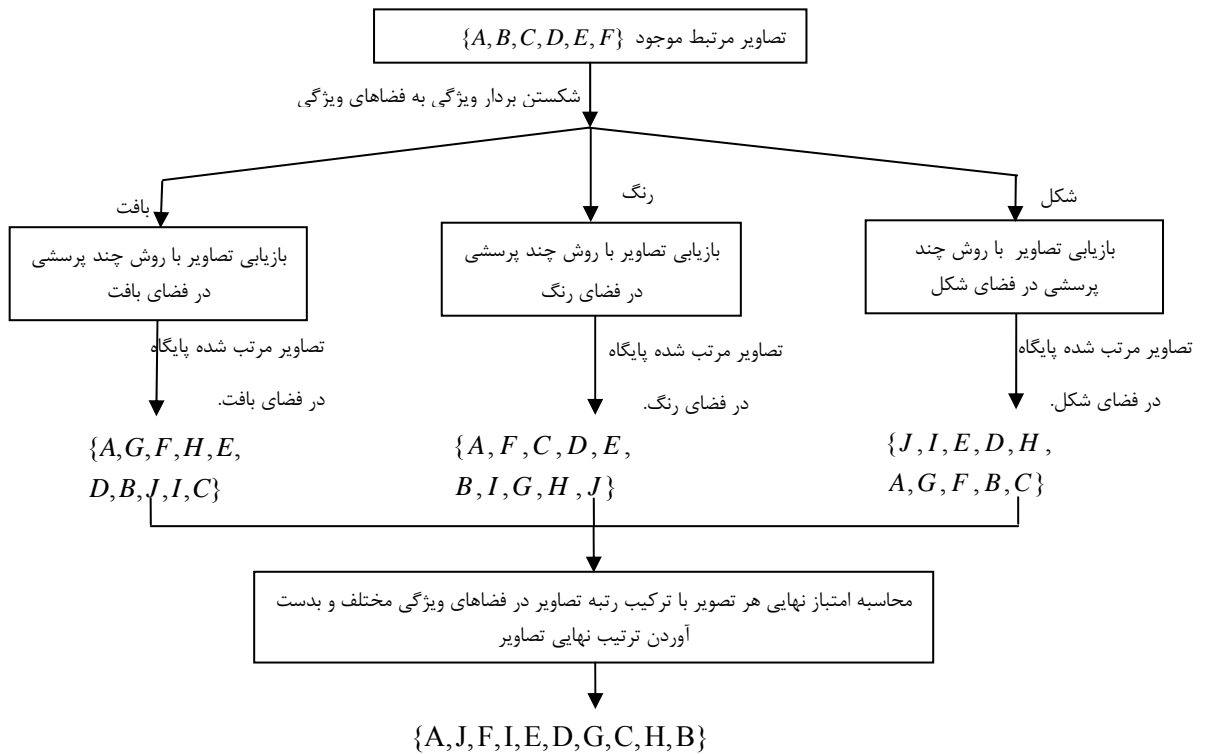 تصاویر مرتبط موجود {A,B,C,D,E,F}
شکستن بردار ویژگی به فضاهای ویژگی
شکل
رنگ
بافت
بازیابی تصاویر با روش چند
پرسشی در فضای شکل
بازیابی تصاویر با روش چند پرسشی
در فضای رنگ
بازیابی تصاویر با روش چند پرسشی
در فضای بافت
تصاویر مرتب شده پایگاه
در فضای شکل.
تصاویر مرتب شده پایگاه
در فضای رنگ.
تصاویر مرتب شده پایگاه
در فضای بافت.
{J,I,E,D,H,
A,G,F,B,C}
{A,F,C,D,E,
B,I,G,H,J}
{A,G,F,H,E,
D,B,J,I,C}
محاسبه امتیاز نهایی هر تصویر با ترکیب رتبه تصاویر در فضاهای ویژگی مختلف و بدست
آوردن ترتیب نهایی تصاویر
{A,J,F,I,E,D,G,C,H,B}